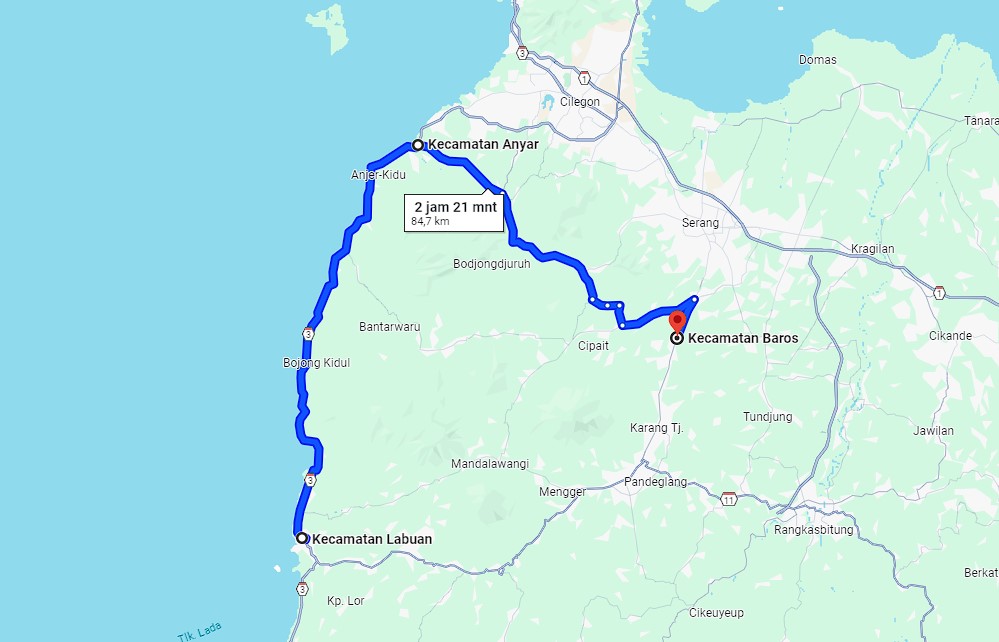 3
1
Domas
Cilegon
Tanara
Kecamatan Anyar
Anjer-Kidu
2 jam 21 mnt
84,7 km
Serang
Kragilan
Bodjongdjuruh
1
Bantarwaru
3
Cipait
Kecamatan Baros
Cikande
Bojong Kidul
Tundjung
Karang Tj.
Jawilan
Mandalawangi
3
Pandeglang
Mengger
11
Rangkasbitung
Kecamatan Labuan
Berkat
3
Kp. Lor
Cikeuyeup
Tlk. Lada